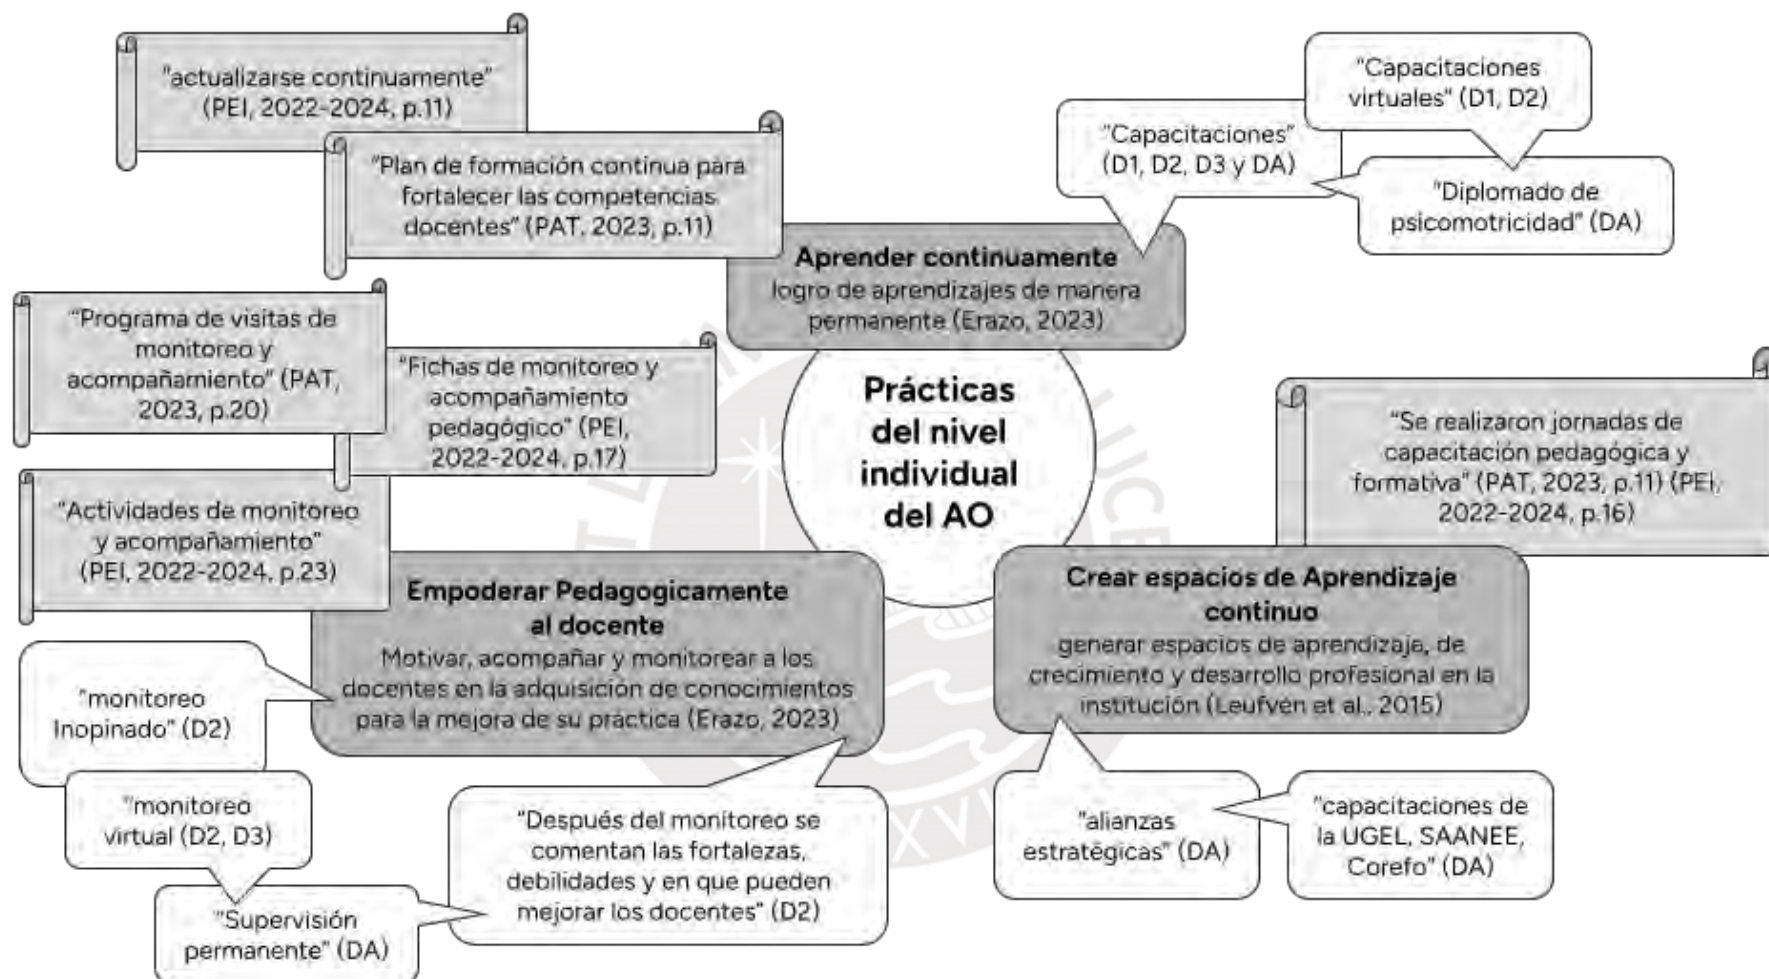 "actualizarse continuamente"
(PEI, 2022-2024, p.11)
"Plan de formación continua para
fortalecer las competencias
docentes" (PAT, 2023, p.11)
"Capacitaciones
virtuales" (D1, D2)
"Capacitaciones"
(D1, D2, D3 y DA)
"Diplomado de
psicomotricidad" (DA)
Aprender continuamente
logro de aprendizajes de manera
permanente (Erazo, 2023)
"Programa de visitas de
monitoreo y
acompañamiento" (PAT,
2023, p.20)
"Fichas de monitoreo y
acompañamiento
pedagógico" (PEI,
2022-2024, p.17)
"Actividades de monitoreo
y acompañamiento"
(PEI, 2022-2024, p.23)
Prácticas
del nivel
individual
del AO
"Se realizaron jornadas de
capacitación pedagógica y
formativa" (PAT, 2023, p.11) (PEI,
2022-2024, p.16)
Empoderar Pedagogicamente
al docente
Motivar, acompañar y monitorear a los
docentes en la adquisición de conocimientos
para la mejora de su práctica (Erazo, 2023)
Crear espacios de Aprendizaje
continuo
generar espacios de aprendizaja, de
crecimiento y desarrollo profesional en la
institución (Leufvén et al., 2015)
"monitoreo
Inopinado" (D2)
"monitoreo
virtual (D2, D3)
"Supervisión
permanente" (DA)
"Después del monitoreo se
comentan las fortalezas,
debilidades y en que pueden
mejorar los docentes" (D2)
"alianzas
estratégicas" (DA)
"capacitaciones de
la UGEL, SAANEE,
Corefo" (DA)